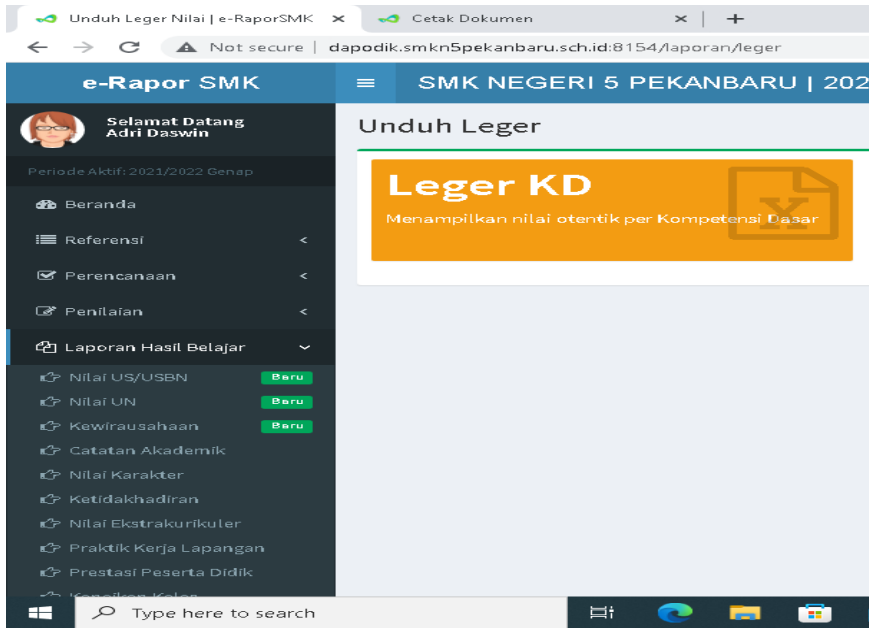 Unduh Leger Nilai | e-RaporSMK
Cetak Dokumen
Not secure | dapodik.smkn5pekanbaru.sch.id:8154/laporan/leger
e-Rapor SMK
SMK NEGERI 5 PEKANBARU | 202
Selamat Datang
Adri Daswin
Unduh Leger
Periode Aktif: 2021/2022 Genap
Leger KD
Menampilkan nilai otentik per Kompetensi Dasar
Beranda
Referensi
Perencanaan
Penilaian
Laporan Hasil Belajar
Nilai US/USBN Baru
Nilai UN Baru
Kewirausahaan Baru
Catatan Akademik
Nilai Karakter
Ketidakhadiran
Nilai Ekstrakurikuler
Praktik Kerja Lapangan
Prestasi Peserta Didik
Type here to search